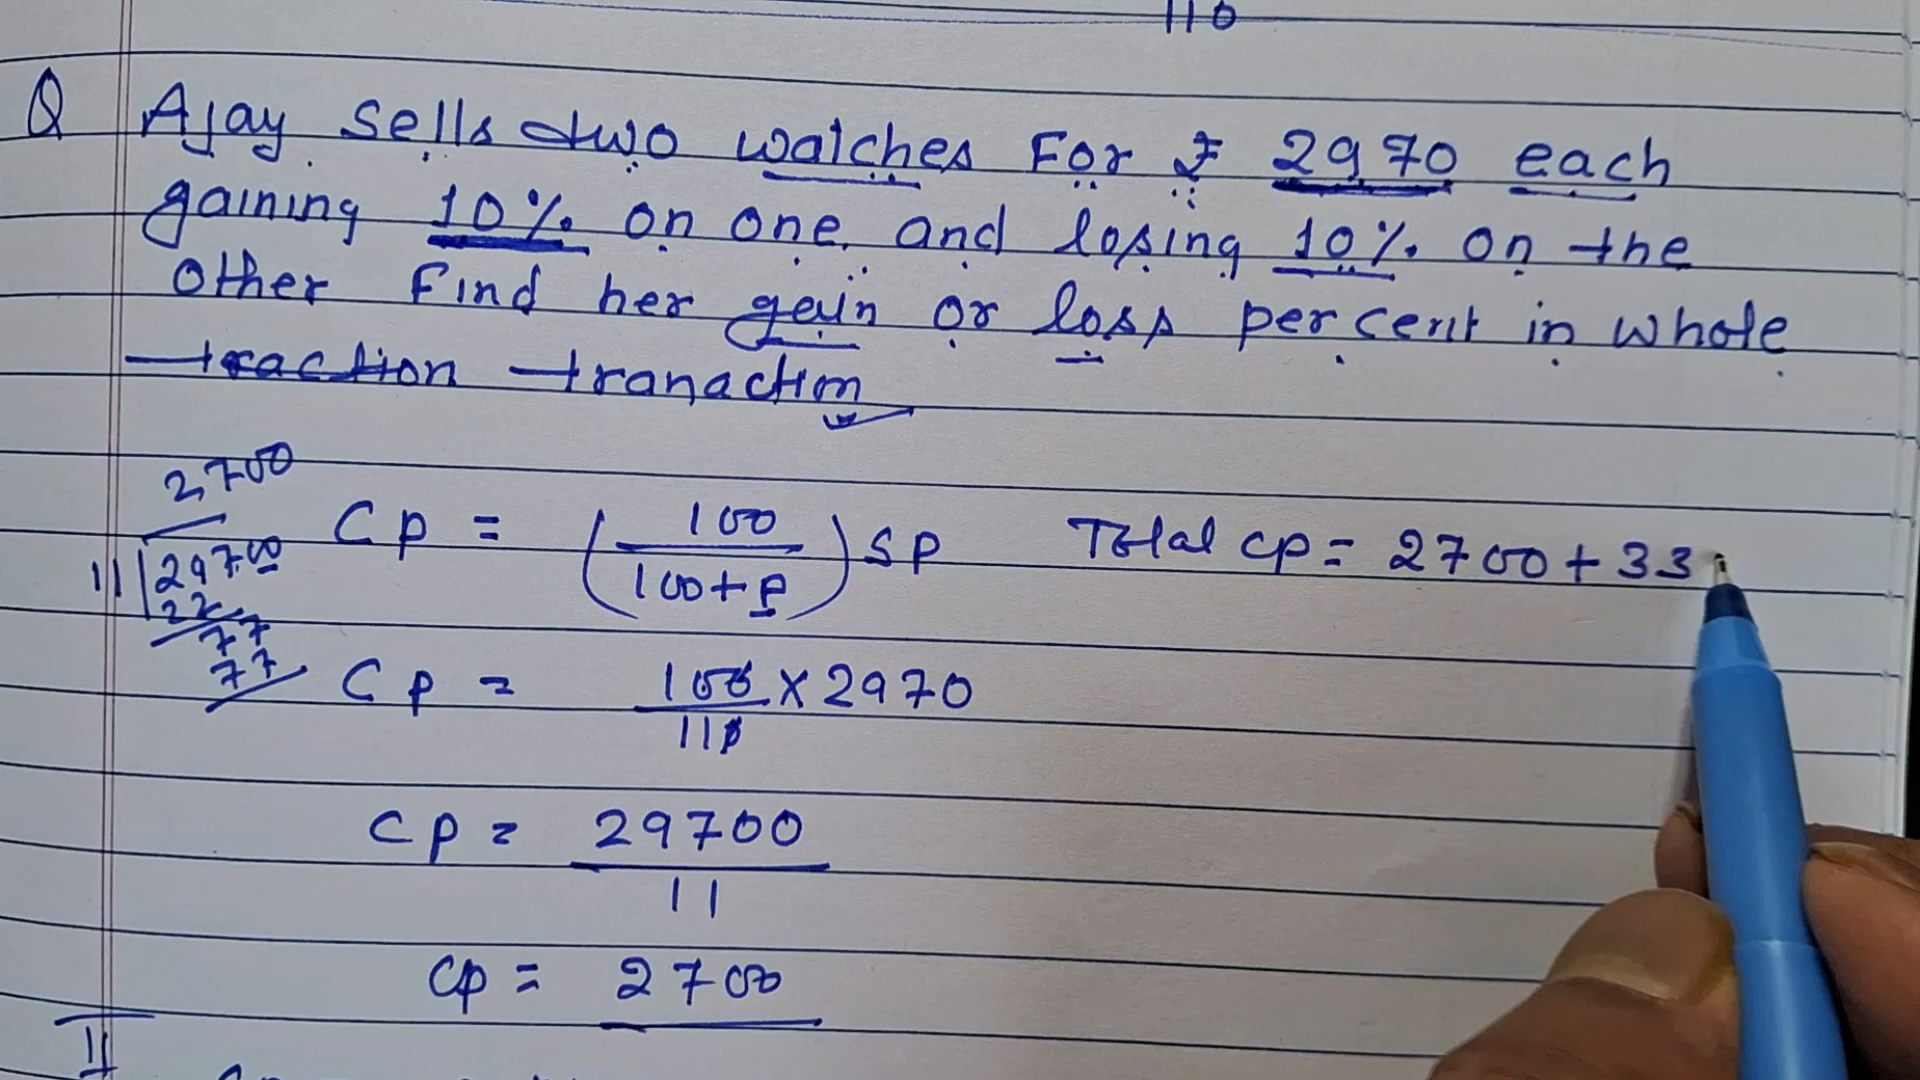 110
Q Ajay sells two watches For ₹ 2970 each
gaining 10% on one and losing 10% on the
other Find her gain or loss per cent in whole
traction tranaction
2700
11 29700
22
77
77
CP = (100 / 100+P) SP
CP = 100 / 110 × 2970
CP = 29700 / 11
CP = 2700
Total CP = 2700 + 33
II